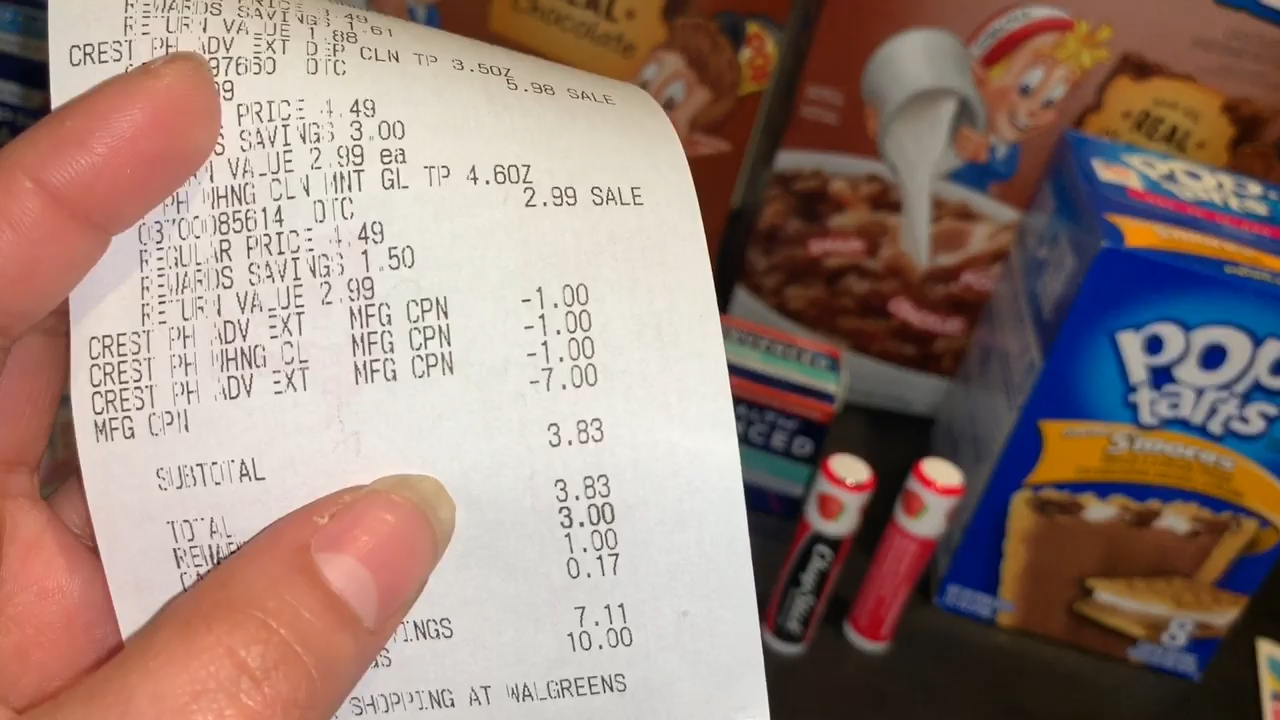 PRICE 3.49
REWARDS SAVINGS 1.61
RETURN VALUE 1.88
CREST PH ADV EXT DEP CLN TP 3.5OZ
97650 DTC 5.98 SALE
PRICE 4.49
SAVINGS 3.00
VALUE 2.99 ea
PH WHNG CLN MNT GL TP 4.6OZ
03700085614 DTC 2.99 SALE
REGULAR PRICE 4.49
REWARDS SAVINGS 1.50
RETURN VALUE 2.99
CREST PH ADV EXT MFG CPN -1.00
CREST PH WHNG CL MFG CPN -1.00
CREST PH ADV EXT MFG CPN -1.00
MFG CPN -7.00
SUBTOTAL 3.83
TOTAL 3.83
3.00
1.00
0.17
7.11
10.00
SHOPPING AT WALGREENS
REAL
Chocolate
REAL
POP
tarts
S'mores
8
ChapStick